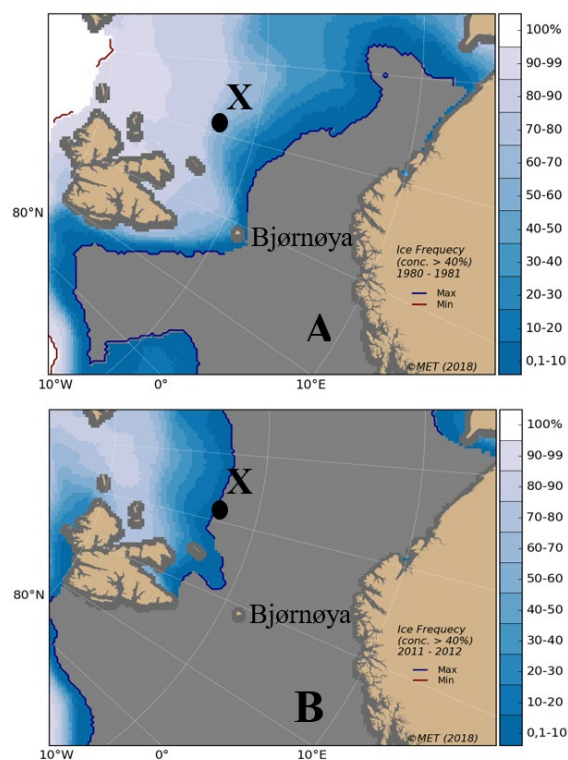 X
Bjørnøya
80°N
Ice Frequecy
(conc. > 40%)
1980 - 1981
Max
Min
A
©MET (2018)
10°W
0°
10°E
100%
90-99
80-90
70-80
60-70
50-60
40-50
30-40
20-30
10-20
0,1-10
X
Bjørnøya
80°N
Ice Frequecy
(conc. > 40%)
2011 - 2012
Max
Min
B
©MET (2018)
10°W
0°
10°E
100%
90-99
80-90
70-80
60-70
50-60
40-50
30-40
20-30
10-20
0,1-10